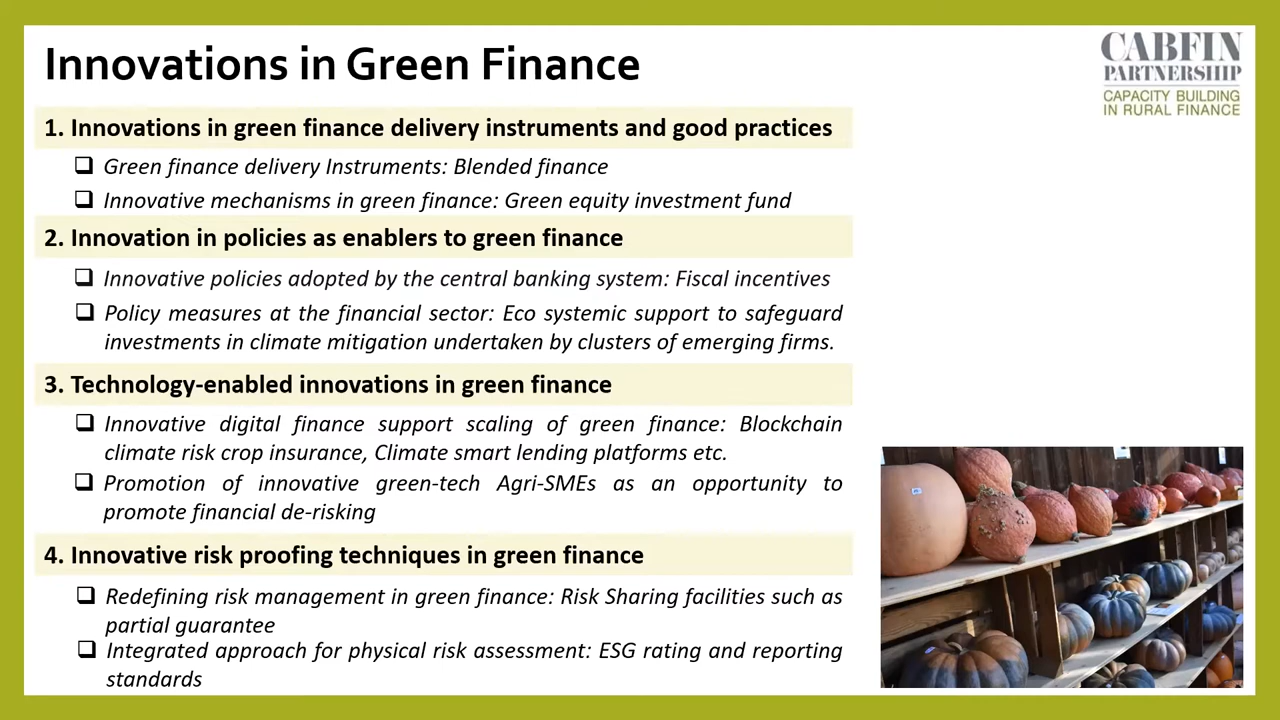 Innovations in Green Finance
CABFIN
PARTNERSHIP
CAPACITY BUILDING
IN RURAL FINANCE
1. Innovations in green finance delivery instruments and good practices
Green finance delivery Instruments: Blended finance
Innovative mechanisms in green finance: Green equity investment fund
2. Innovation in policies as enablers to green finance
Innovative policies adopted by the central banking system: Fiscal incentives
Policy measures at the financial sector: Eco systemic support to safeguard
investments in climate mitigation undertaken by clusters of emerging firms.
3. Technology-enabled innovations in green finance
Innovative digital finance support scaling of green finance: Blockchain
climate risk crop insurance, Climate smart lending platforms etc.
Promotion of innovative green-tech Agri-SMEs as an opportunity to
promote financial de-risking
4. Innovative risk proofing techniques in green finance
Redefining risk management in green finance: Risk Sharing facilities such as
partial guarantee
Integrated approach for physical risk assessment: ESG rating and reporting
standards